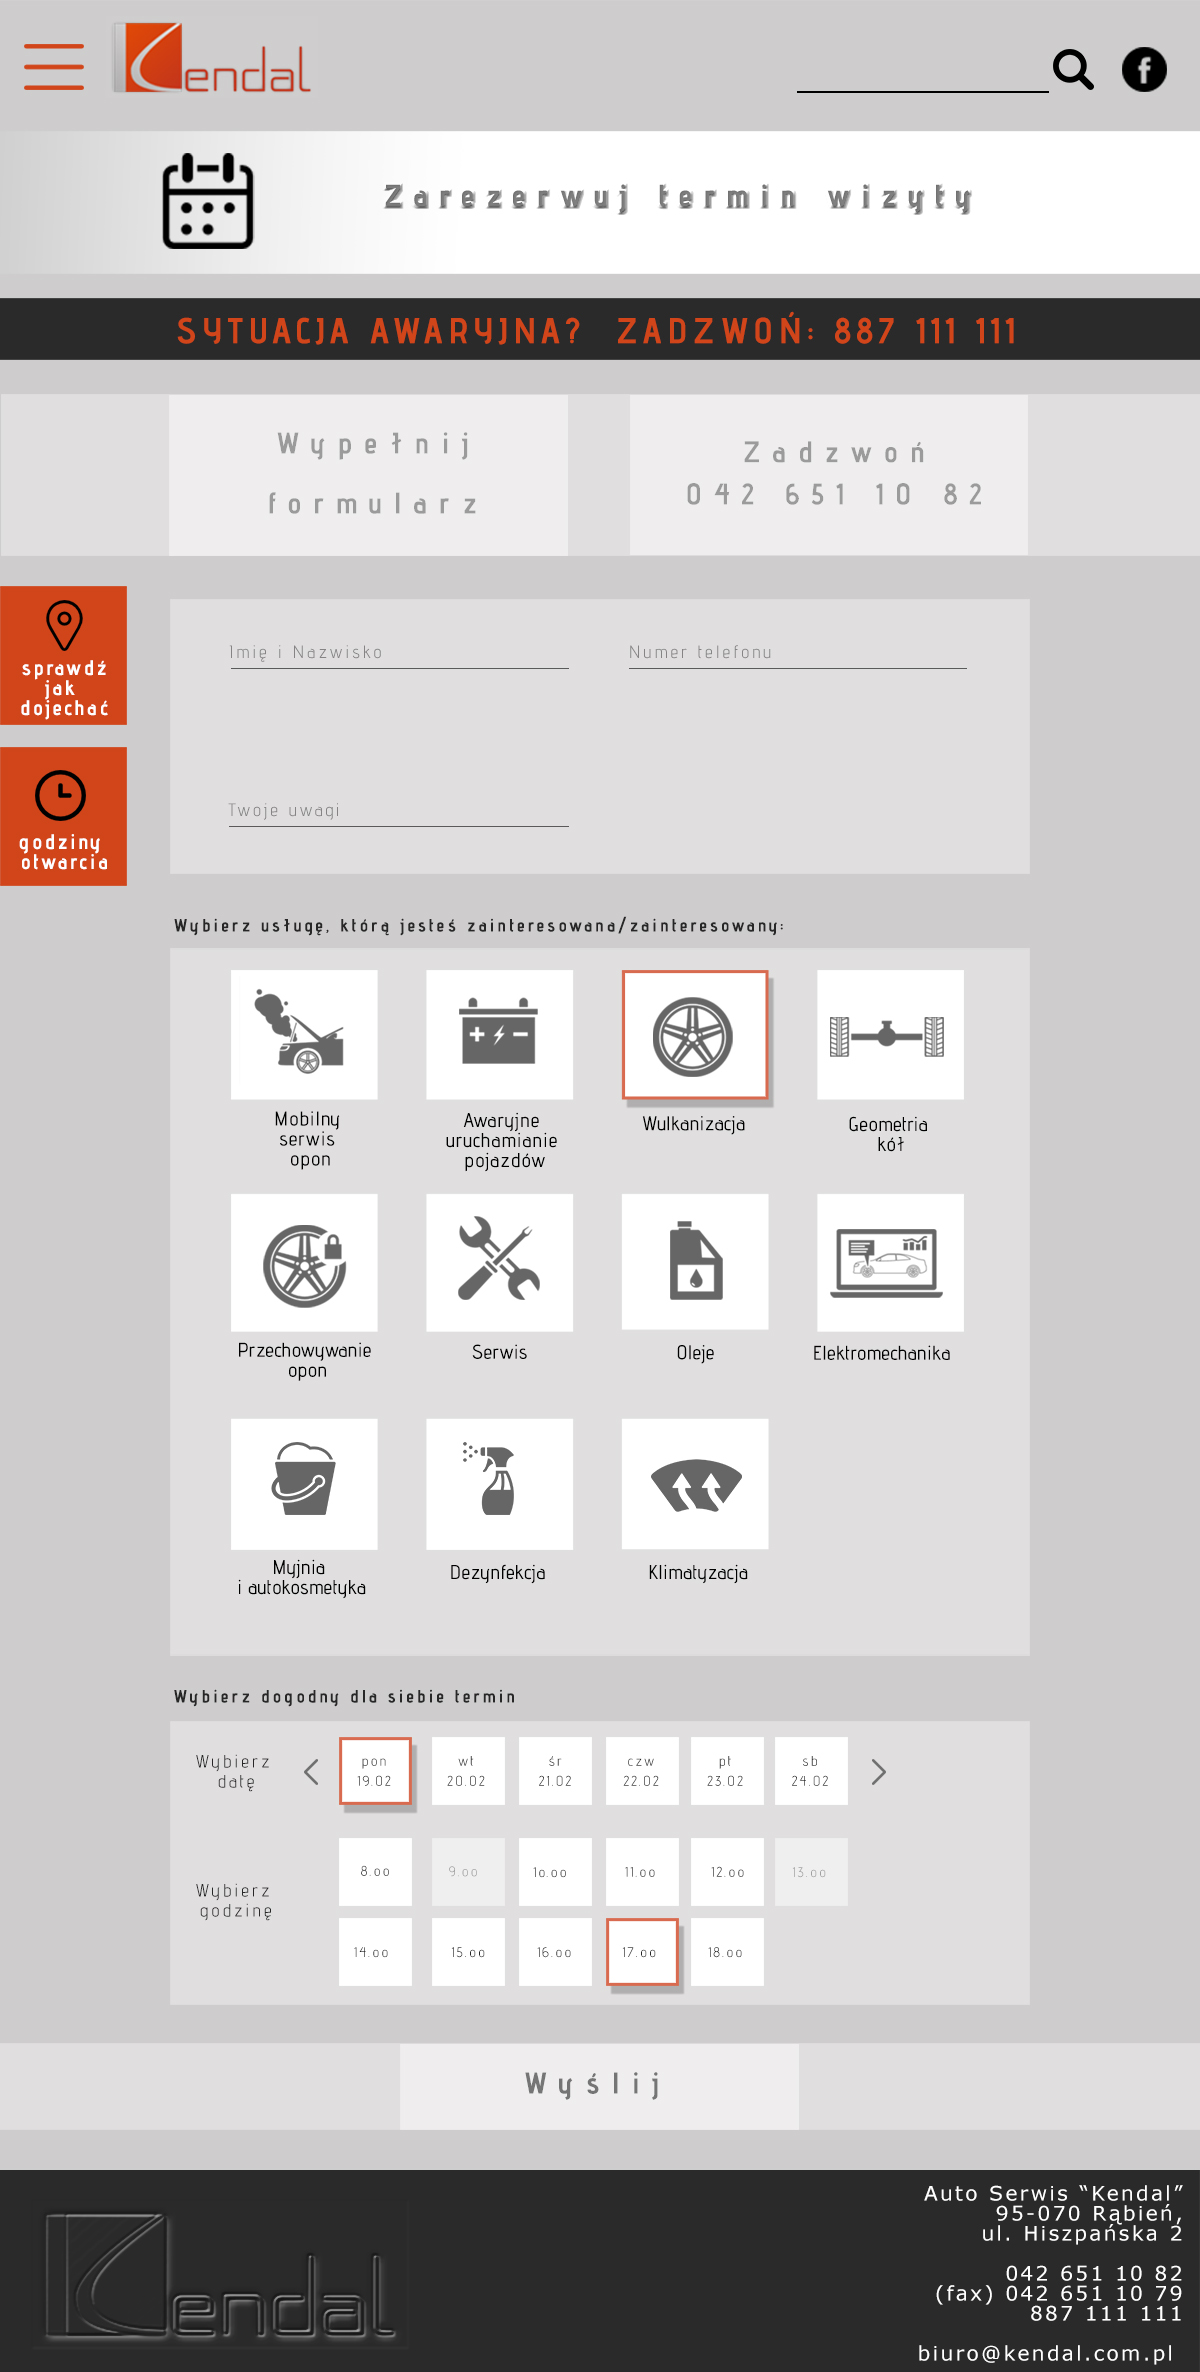 Kendal
Zarezerwuj termin wizyty
SYTUACJA AWARYJNA? ZADZWOŃ: 887 111 111
Wypełnij
formularz
Zadzwoń
042 651 10 82
sprawdź
jak
dojechać
godziny
otwarcia
Imię i Nazwisko
Numer telefonu
Twoje uwagi
Wybierz usługę, którą jesteś zainteresowana/zainteresowany:
Mobilny
serwis
opon
Awaryjne
uruchamianie
pojazdów
Wulkanizacja
Geometria
kół
Przechowywanie
opon
Serwis
Oleje
Elektromechanika
Myjnia
i autokosmetyka
Dezynfekcja
Klimatyzacja
Wybierz dogodny dla siebie termin
Wybierz
datę
pon
19.02
wt
20.02
śr
21.02
czw
22.02
pt
23.02
sb
24.02
Wybierz
godzinę
8.00
9.00
10.00
11.00
12.00
13.00
14.00
15.00
16.00
17.00
18.00
Wyślij
Kendal
Auto Serwis “Kendal”
95-070 Rąbień,
ul. Hiszpańska 2
042 651 10 82
(fax) 042 651 10 79
887 111 111
biuro@kendal.com.pl